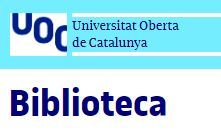 UOC
Universitat Oberta
de Catalunya
Biblioteca